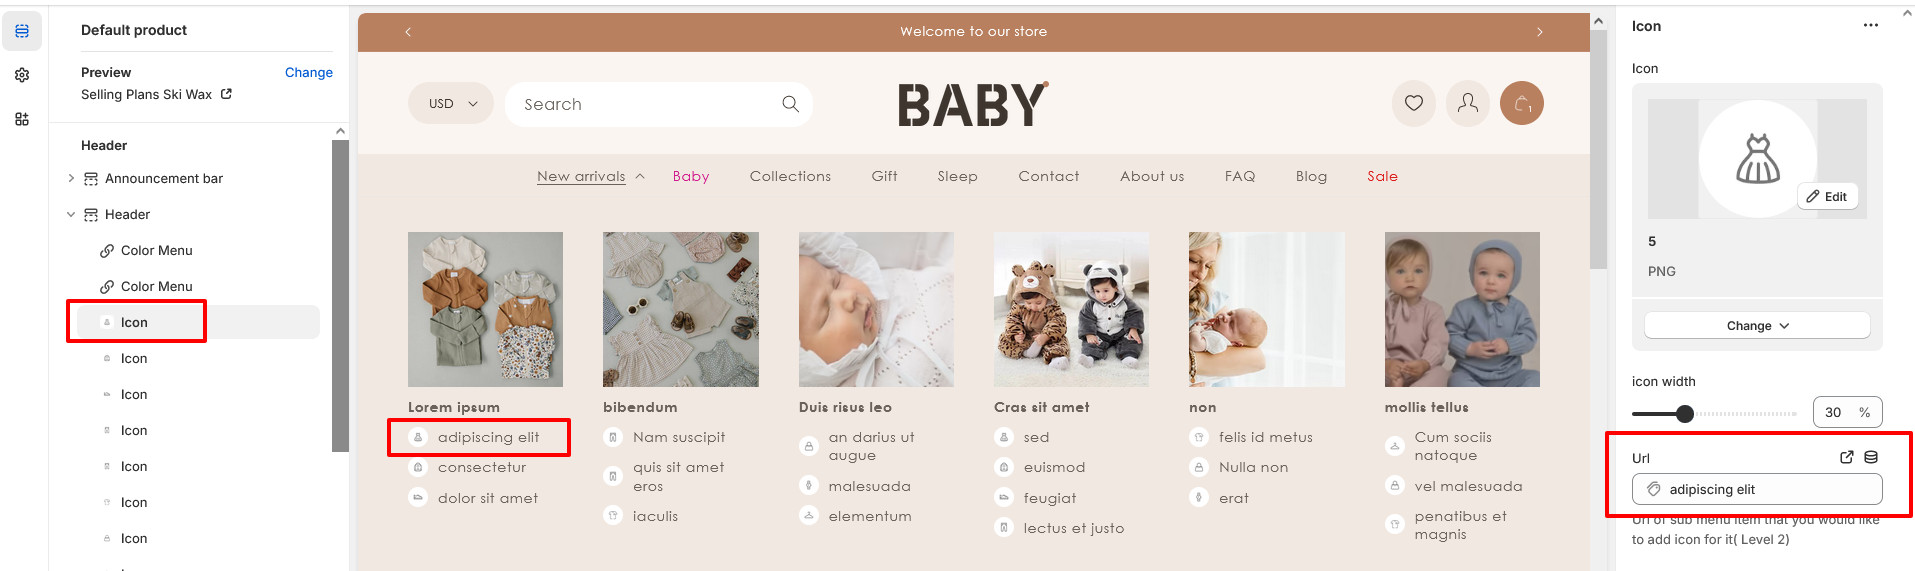 Default product
Preview
Change
Selling Plans Ski Wax
Header
Announcement bar
Header
Color Menu
Color Menu
Icon
Icon
Icon
Icon
Icon
Icon
Icon
Welcome to our store
USD
Search
BABY
1
New arrivals Baby Collections Gift Sleep Contact About us FAQ Blog Sale
Lorem ipsum
adipiscing elit
consectetur
dolor sit amet
bibendum
Nam suscipit
quis sit amet
eros
iaculis
Duis risus leo
an darius ut
augue
malesuada
elementum
Cras sit amet
sed
euismod
feugiat
lectus et justo
non
felis id metus
Nulla non
erat
mollis tellus
Cum sociis
natoque
vel malesuada
penatibus et
magnis
Icon
Icon
Edit
5
PNG
Change
icon width
30 %
Url
adipiscing elit
Url of sub menu item that you would like
to add icon for it( Level 2)